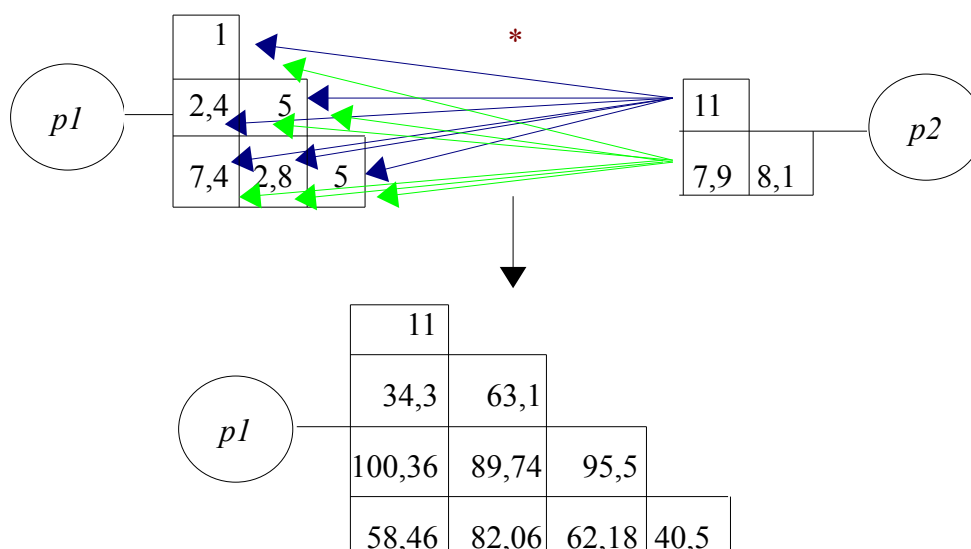 1 *
p1 2,4 5 11 p2
7,4 2,8 5 7,9 8,1
11
34,3 63,1
p1
100,36 89,74 95,5
58,46 82,06 62,18 40,5